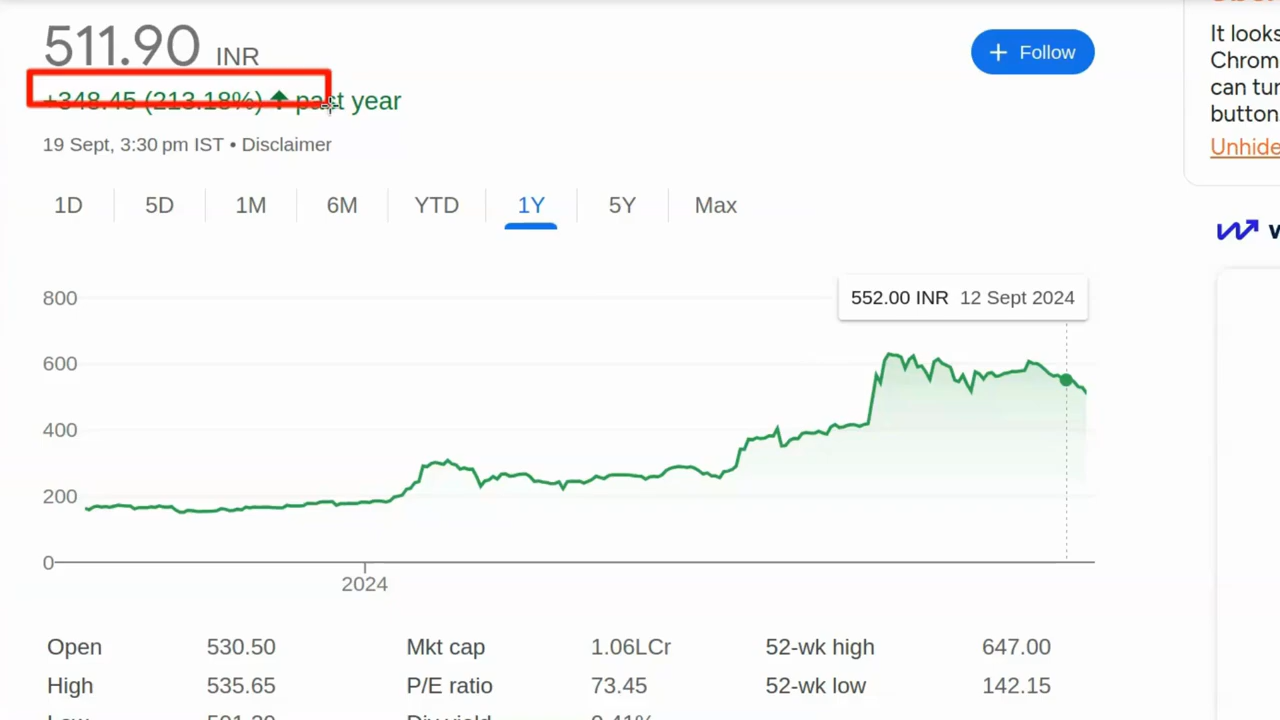 511.90 INR
+ Follow
+348.45 (213.18%) ↑ past year
19 Sept, 3:30 pm IST • Disclaimer
1D 5D 1M 6M YTD 1Y 5Y Max
552.00 INR 12 Sept 2024
800
600
400
200
0
2024
Open 530.50 Mkt cap 1.06LCr 52-wk high 647.00
High 535.65 P/E ratio 73.45 52-wk low 142.15
It looks
Chrom
can tur
button
Unhide